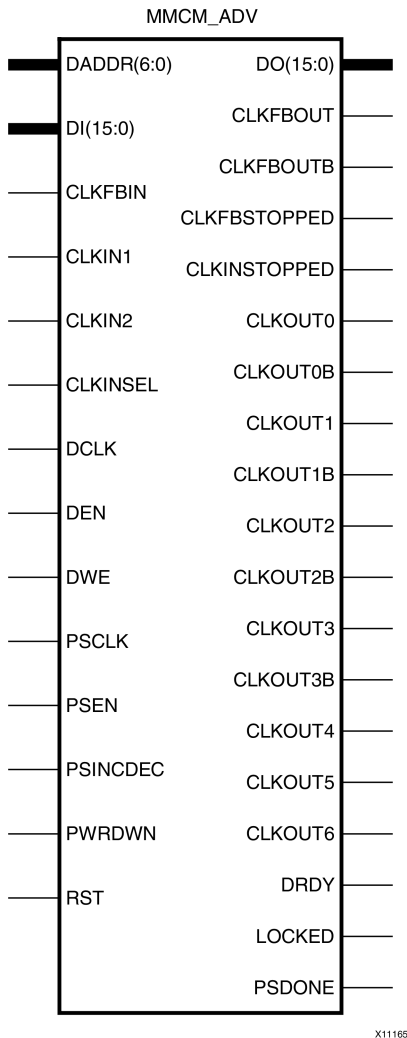 MMCM_ADV
DADDR(6:0)
DI(15:0)
CLKFBIN
CLKIN1
CLKIN2
CLKINSEL
DCLK
DEN
DWE
PSCLK
PSEN
PSINCDEC
PWRDWN
RST
DO(15:0)
CLKFBOUT
CLKFBOUTB
CLKFBSTOPPED
CLKINSTOPPED
CLKOUT0
CLKOUT0B
CLKOUT1
CLKOUT1B
CLKOUT2
CLKOUT2B
CLKOUT3
CLKOUT3B
CLKOUT4
CLKOUT5
CLKOUT6
DRDY
LOCKED
PSDONE
X11165